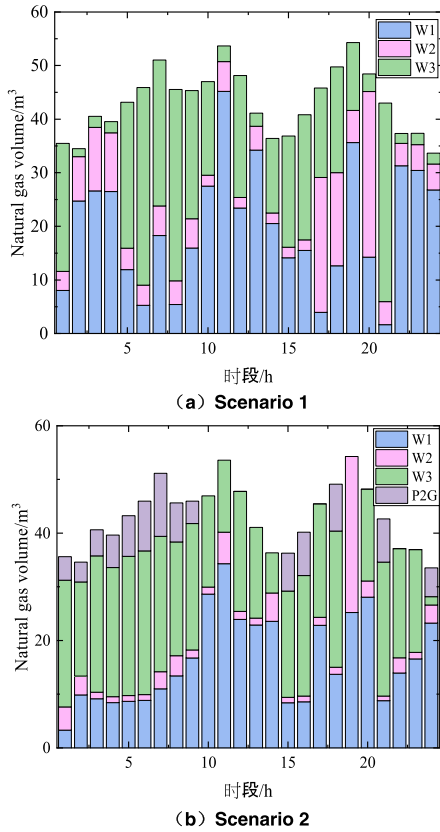 60
50
40
30
20
10
0
Natural gas volume/m³
W1
W2
W3
5
10
15
20
时段/h
（a）Scenario 1
60
40
20
0
Natural gas volume/m³
W1
W2
W3
P2G
5
10
15
20
时段/h
（b）Scenario 2